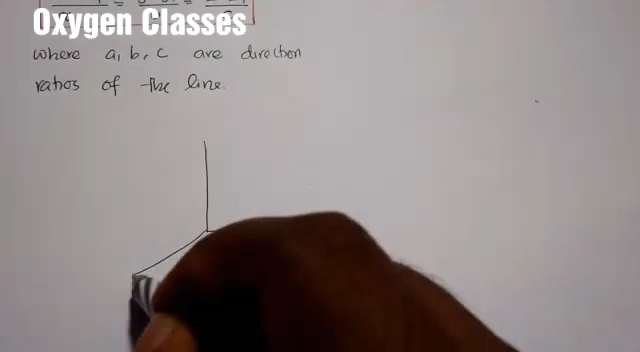 Oxygen Classes
where a, b, c are direction
ratios of the line.